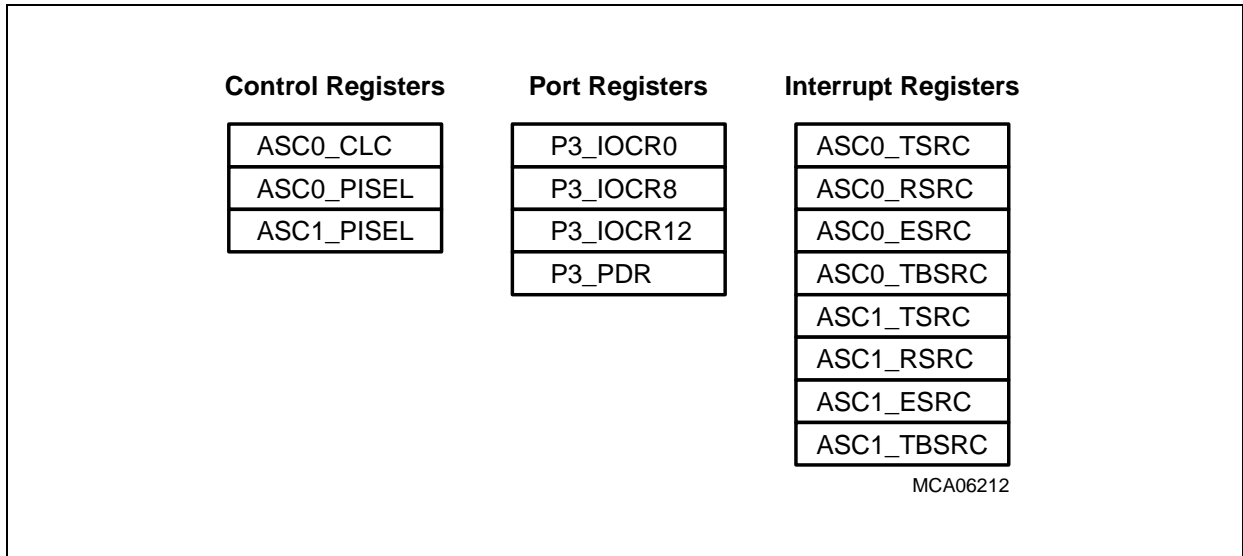 Control Registers Port Registers Interrupt Registers
ASC0_CLC P3_IOCR0 ASC0_TSRC
ASC0_PISEL P3_IOCR8 ASC0_RSRC
ASC1_PISEL P3_IOCR12 ASC0_ESRC
P3_PDR ASC0_TBSRC
ASC1_TSRC
ASC1_RSRC
ASC1_ESRC
ASC1_TBSRC
MCA06212